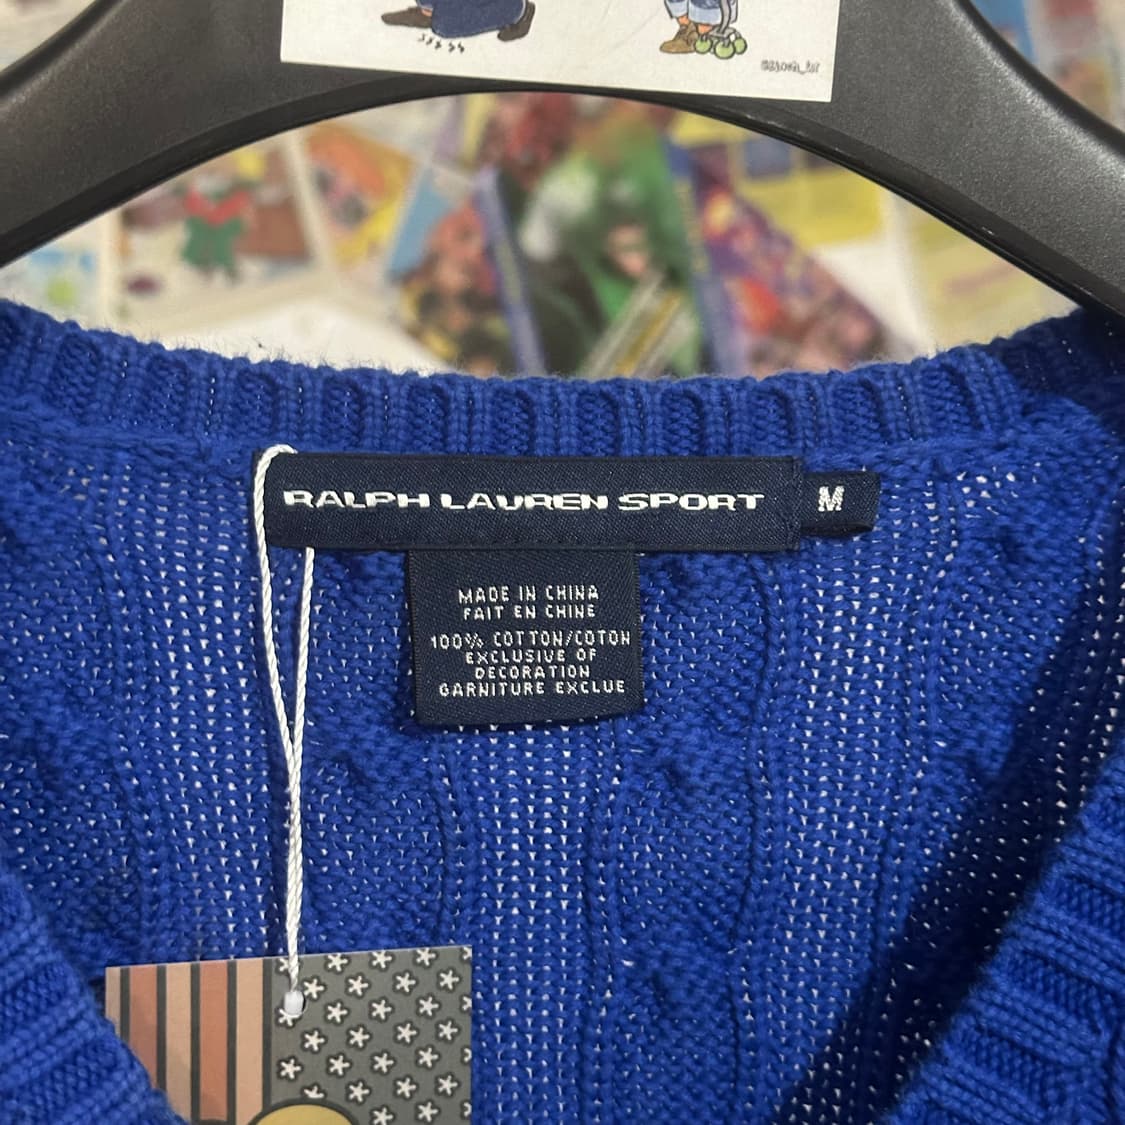 RALPH LAUREN SPORT
M
MADE IN CHINA
FAIT EN CHINE
100% COTTON/COTON
EXCLUSIVE OF
DECORATION
GARNITURE EXCLUE